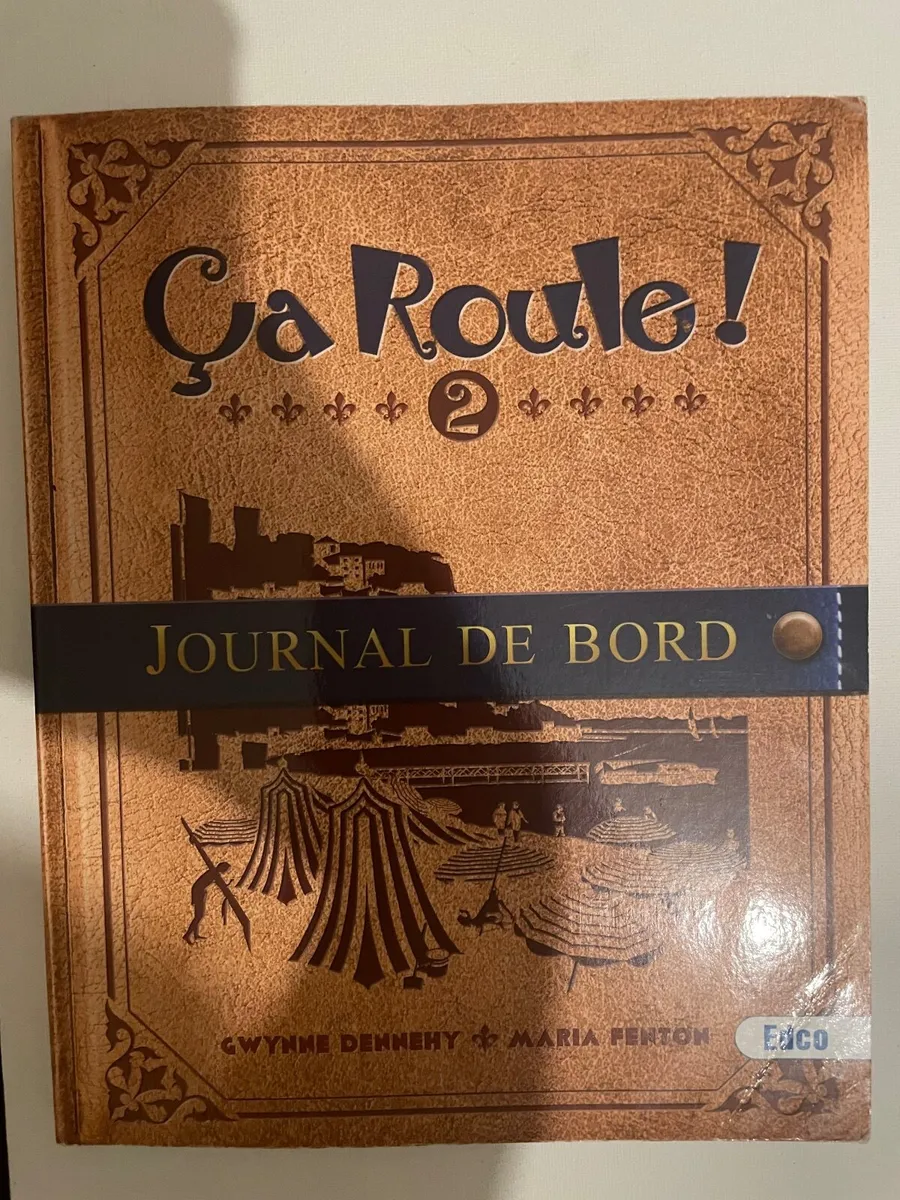 Ça Roule !
2
JOURNAL DE BORD
GWYNNE DENNEHY MARIA FENTON
Edco